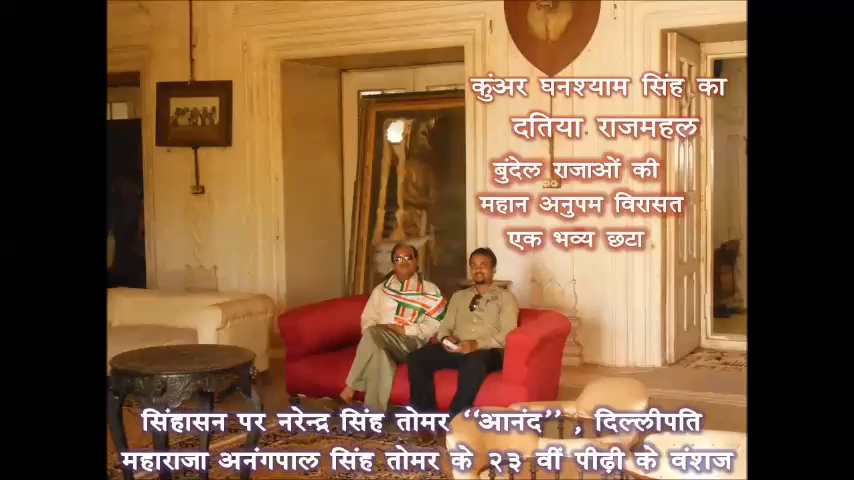 कुंअर घनश्याम सिंह का
दतिया राजमहल
बुंदेल राजाओं की
महान अनुपम विरासत
एक भव्य छटा
सिंहासन पर नरेन्द्र सिंह तोमर ‘‘आनंद’’ , दिल्लीपति
महाराजा अनंगपाल सिंह तोमर के २३ वीं पीढ़ी के वंशज